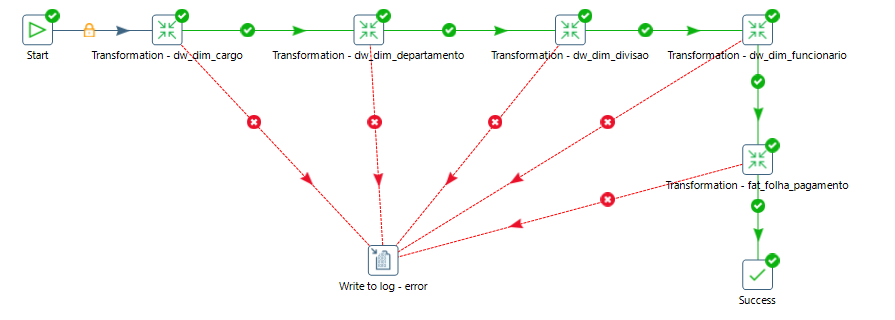 Start
Transformation - dw_dim_cargo
Transformation - dw_dim_departamento
Transformation - dw_dim_divisao
Transformation - dw_dim_funcionario
Transformation - fat_folha_pagamento
Write to log - error
Success